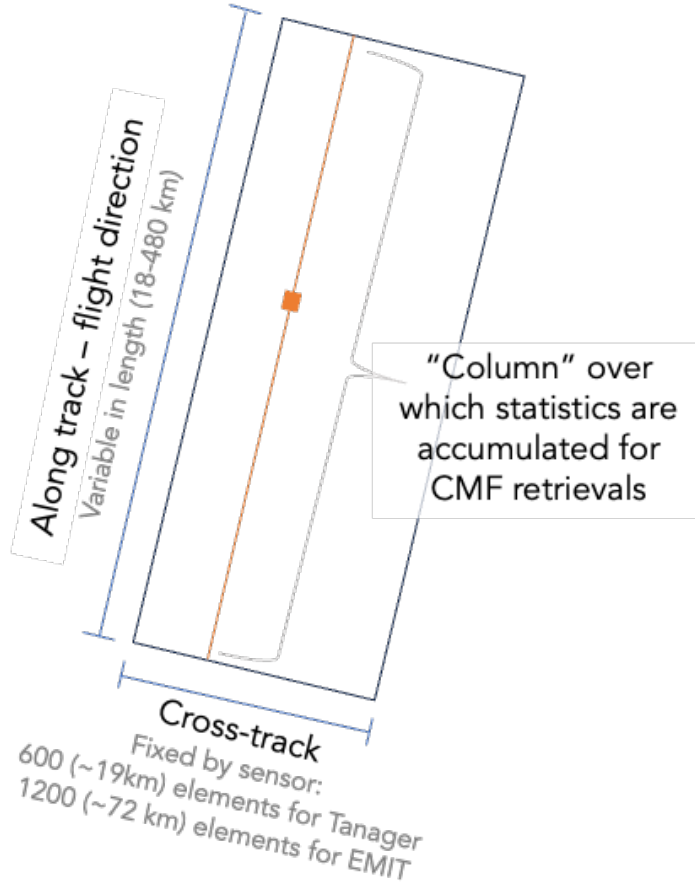 Along track – flight direction
Variable in length (18-480 km)
“Column” over
which statistics are
accumulated for
CMF retrievals
Cross-track
Fixed by sensor:
600 (~19km) elements for Tanager
1200 (~72 km) elements for EMIT